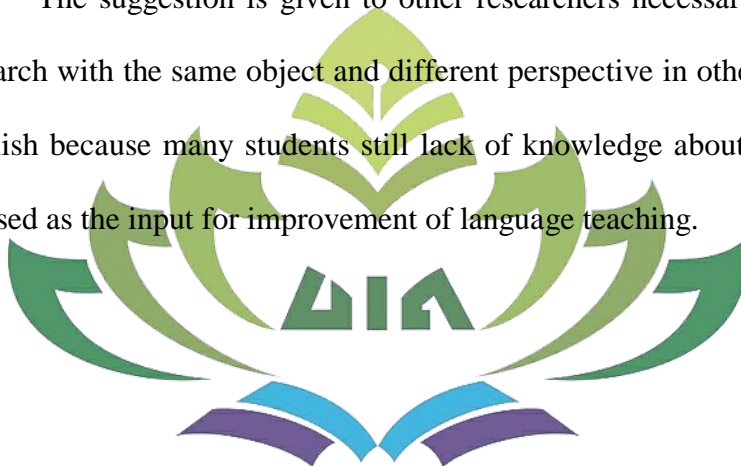 The suggestion is given to other researchers necessar
arch with the same object and different perspective in othe
ish because many students still lack of knowledge about
sed as the input for improvement of language teaching.
UIN